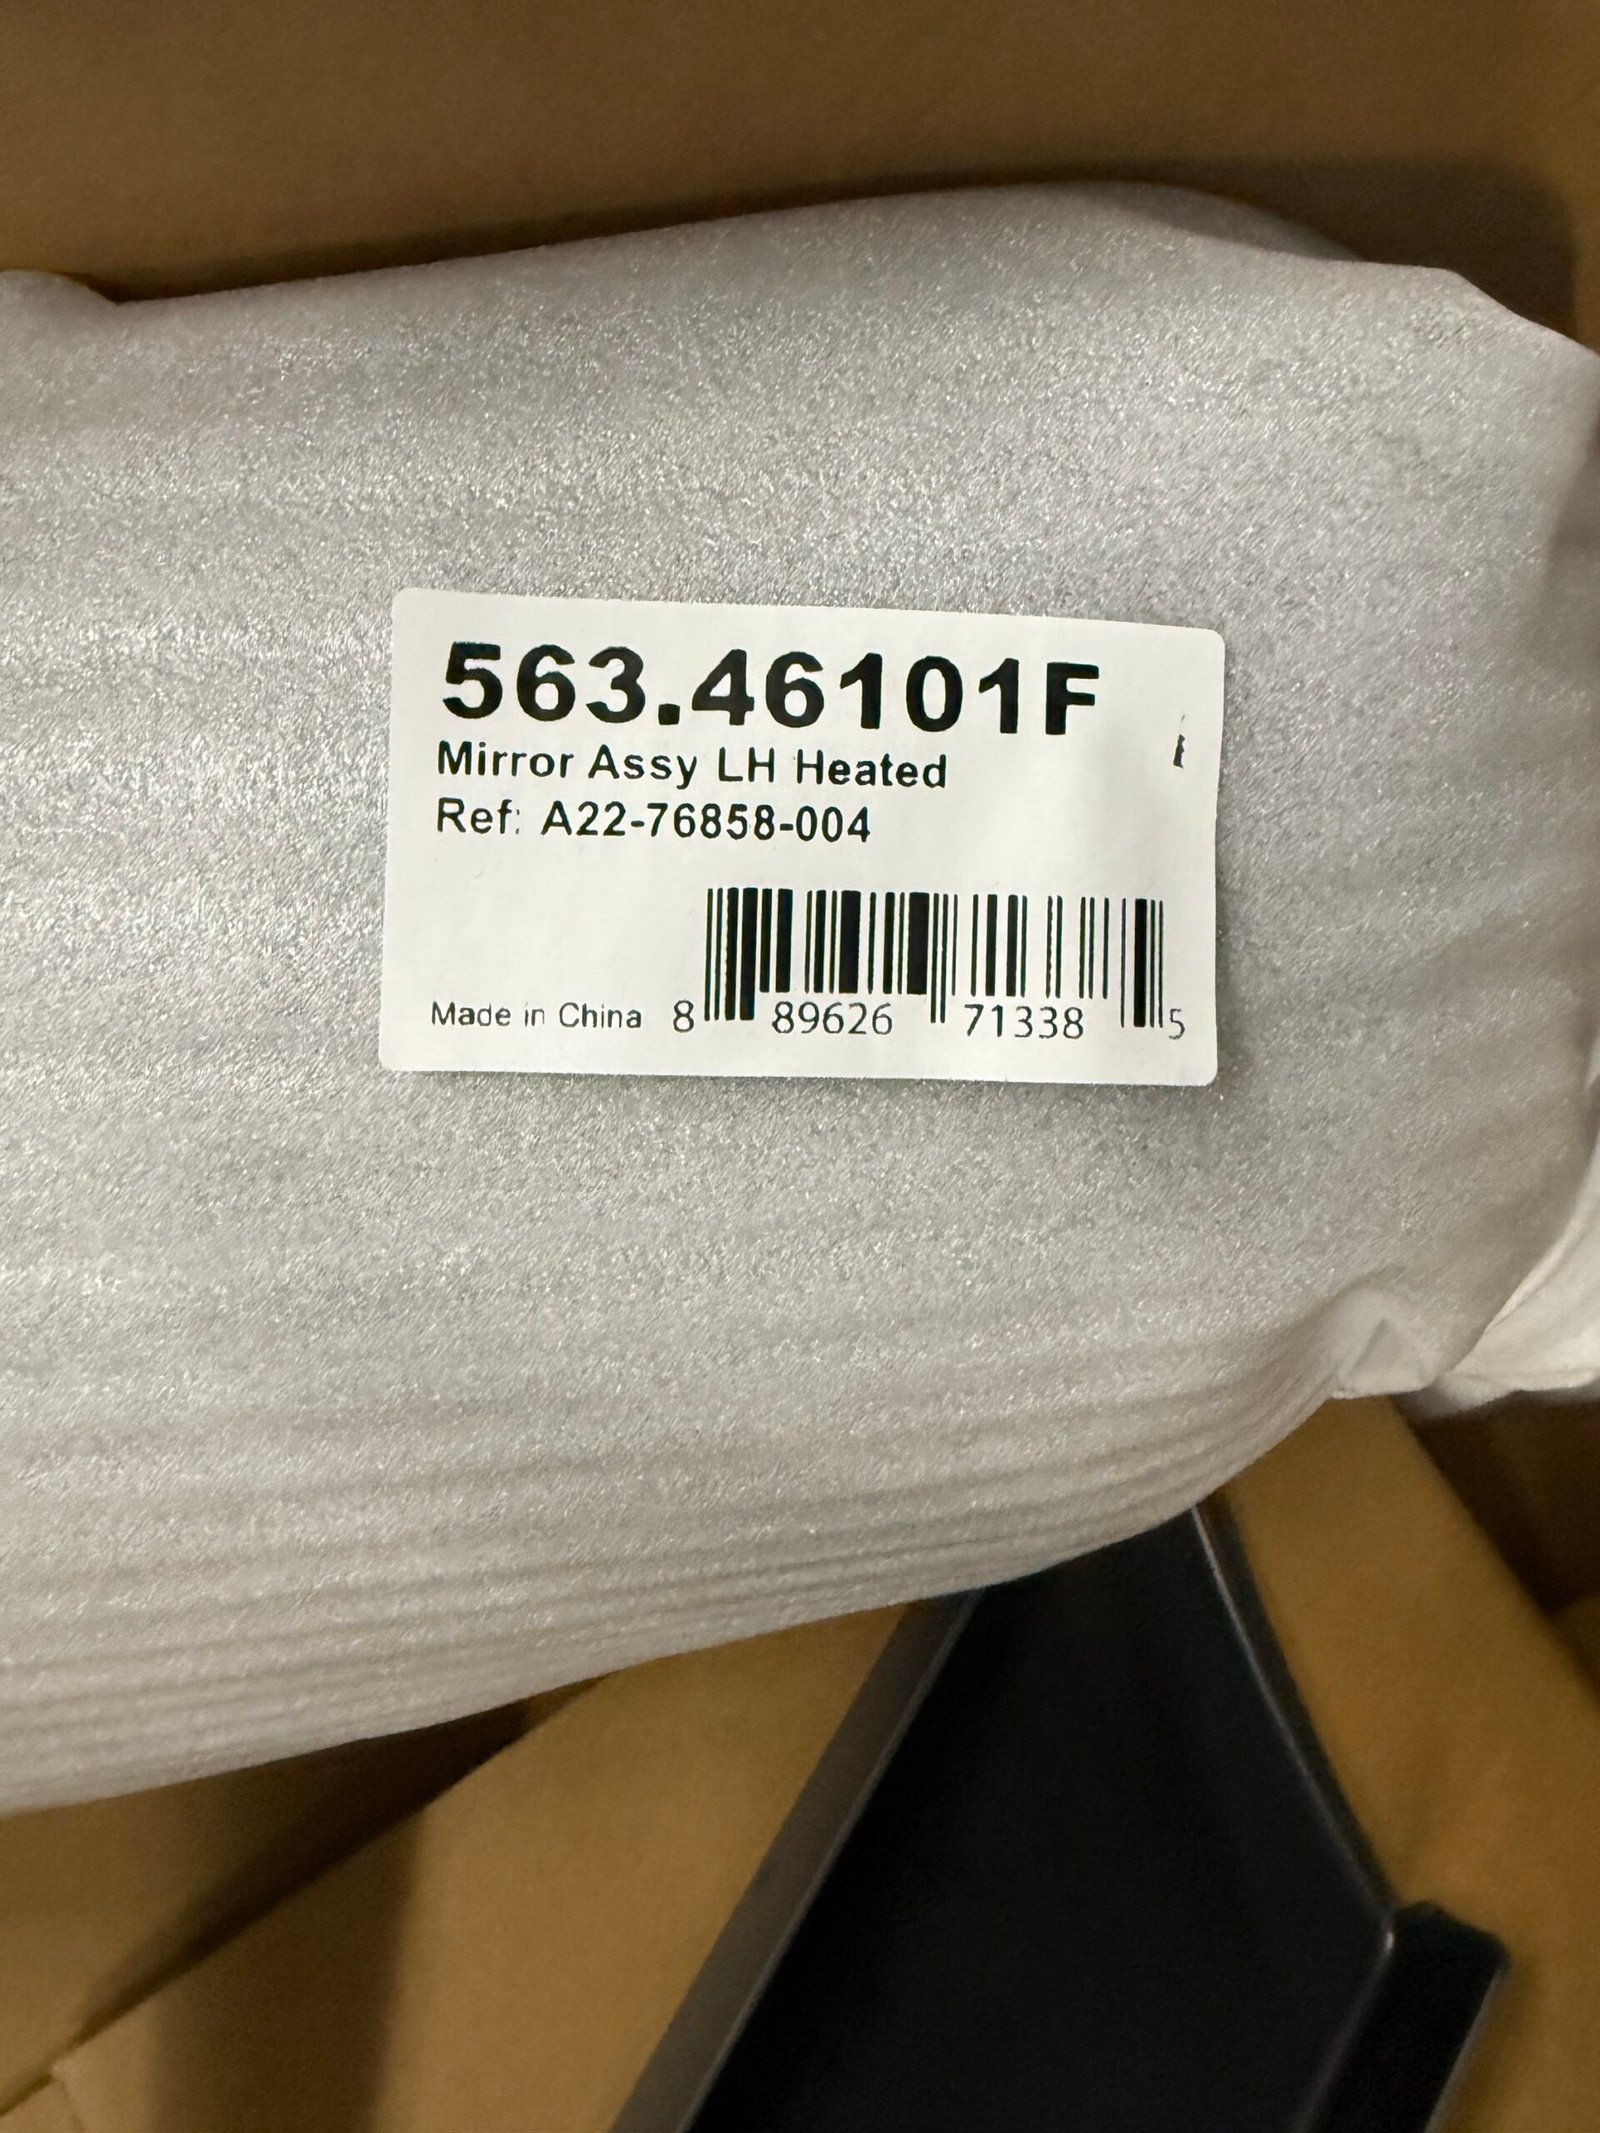 563.46101F
Mirror Assy LH Heated
Ref: A22-76858-004
Made in China 8 89626 71338 5